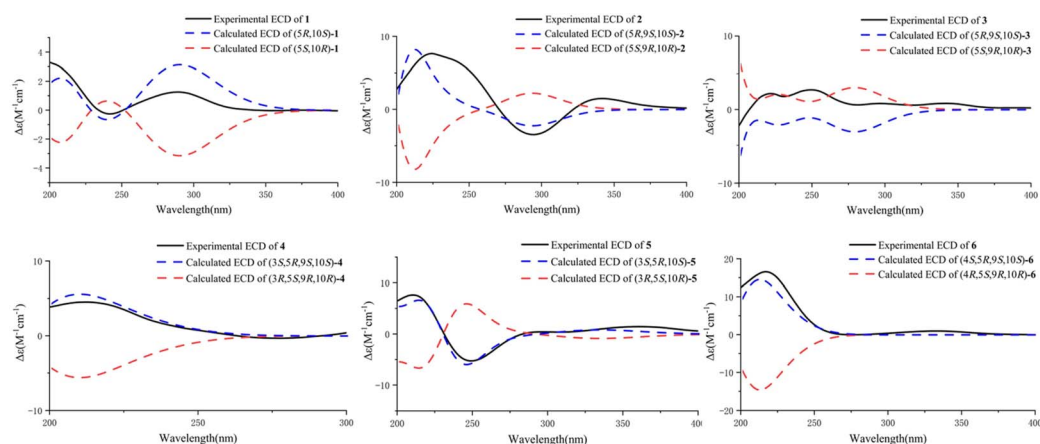 Experimental ECD of 1
Calculated ECD of (5R,10S)-1
Calculated ECD of (5S,10R)-1
4
2
0
-2
-4
Δε(M⁻¹cm⁻¹)
200 250 300 350 400
Wavelength(nm)
Experimental ECD of 2
Calculated ECD of (5R,9S,10S)-2
Calculated ECD of (5S,9R,10R)-2
10
0
-10
Δε(M⁻¹cm⁻¹)
200 250 300 350 400
Wavelength(nm)
Experimental ECD of 3
Calculated ECD of (5R,9S,10S)-3
Calculated ECD of (5S,9R,10R)-3
10
0
-10
Δε(M⁻¹cm⁻¹)
200 250 300 350 400
Wavelength(nm)
Experimental ECD of 4
Calculated ECD of (3S,5R,9S,10S)-4
Calculated ECD of (3R,5S,9R,10R)-4
10
0
-10
Δε(M⁻¹cm⁻¹)
200 250 300
Wavelength(nm)
Experimental ECD of 5
Calculated ECD of (3S,5R,10S)-5
Calculated ECD of (3R,5S,10R)-5
10
0
-10
Δε(M⁻¹cm⁻¹)
200 250 300 350 400
Wavelength(nm)
Experimental ECD of 6
Calculated ECD of (4S,5R,9S,10S)-6
Calculated ECD of (4R,5S,9R,10R)-6
20
10
0
-10
-20
Δε(M⁻¹cm⁻¹)
200 250 300 350 400
Wavelength(nm)